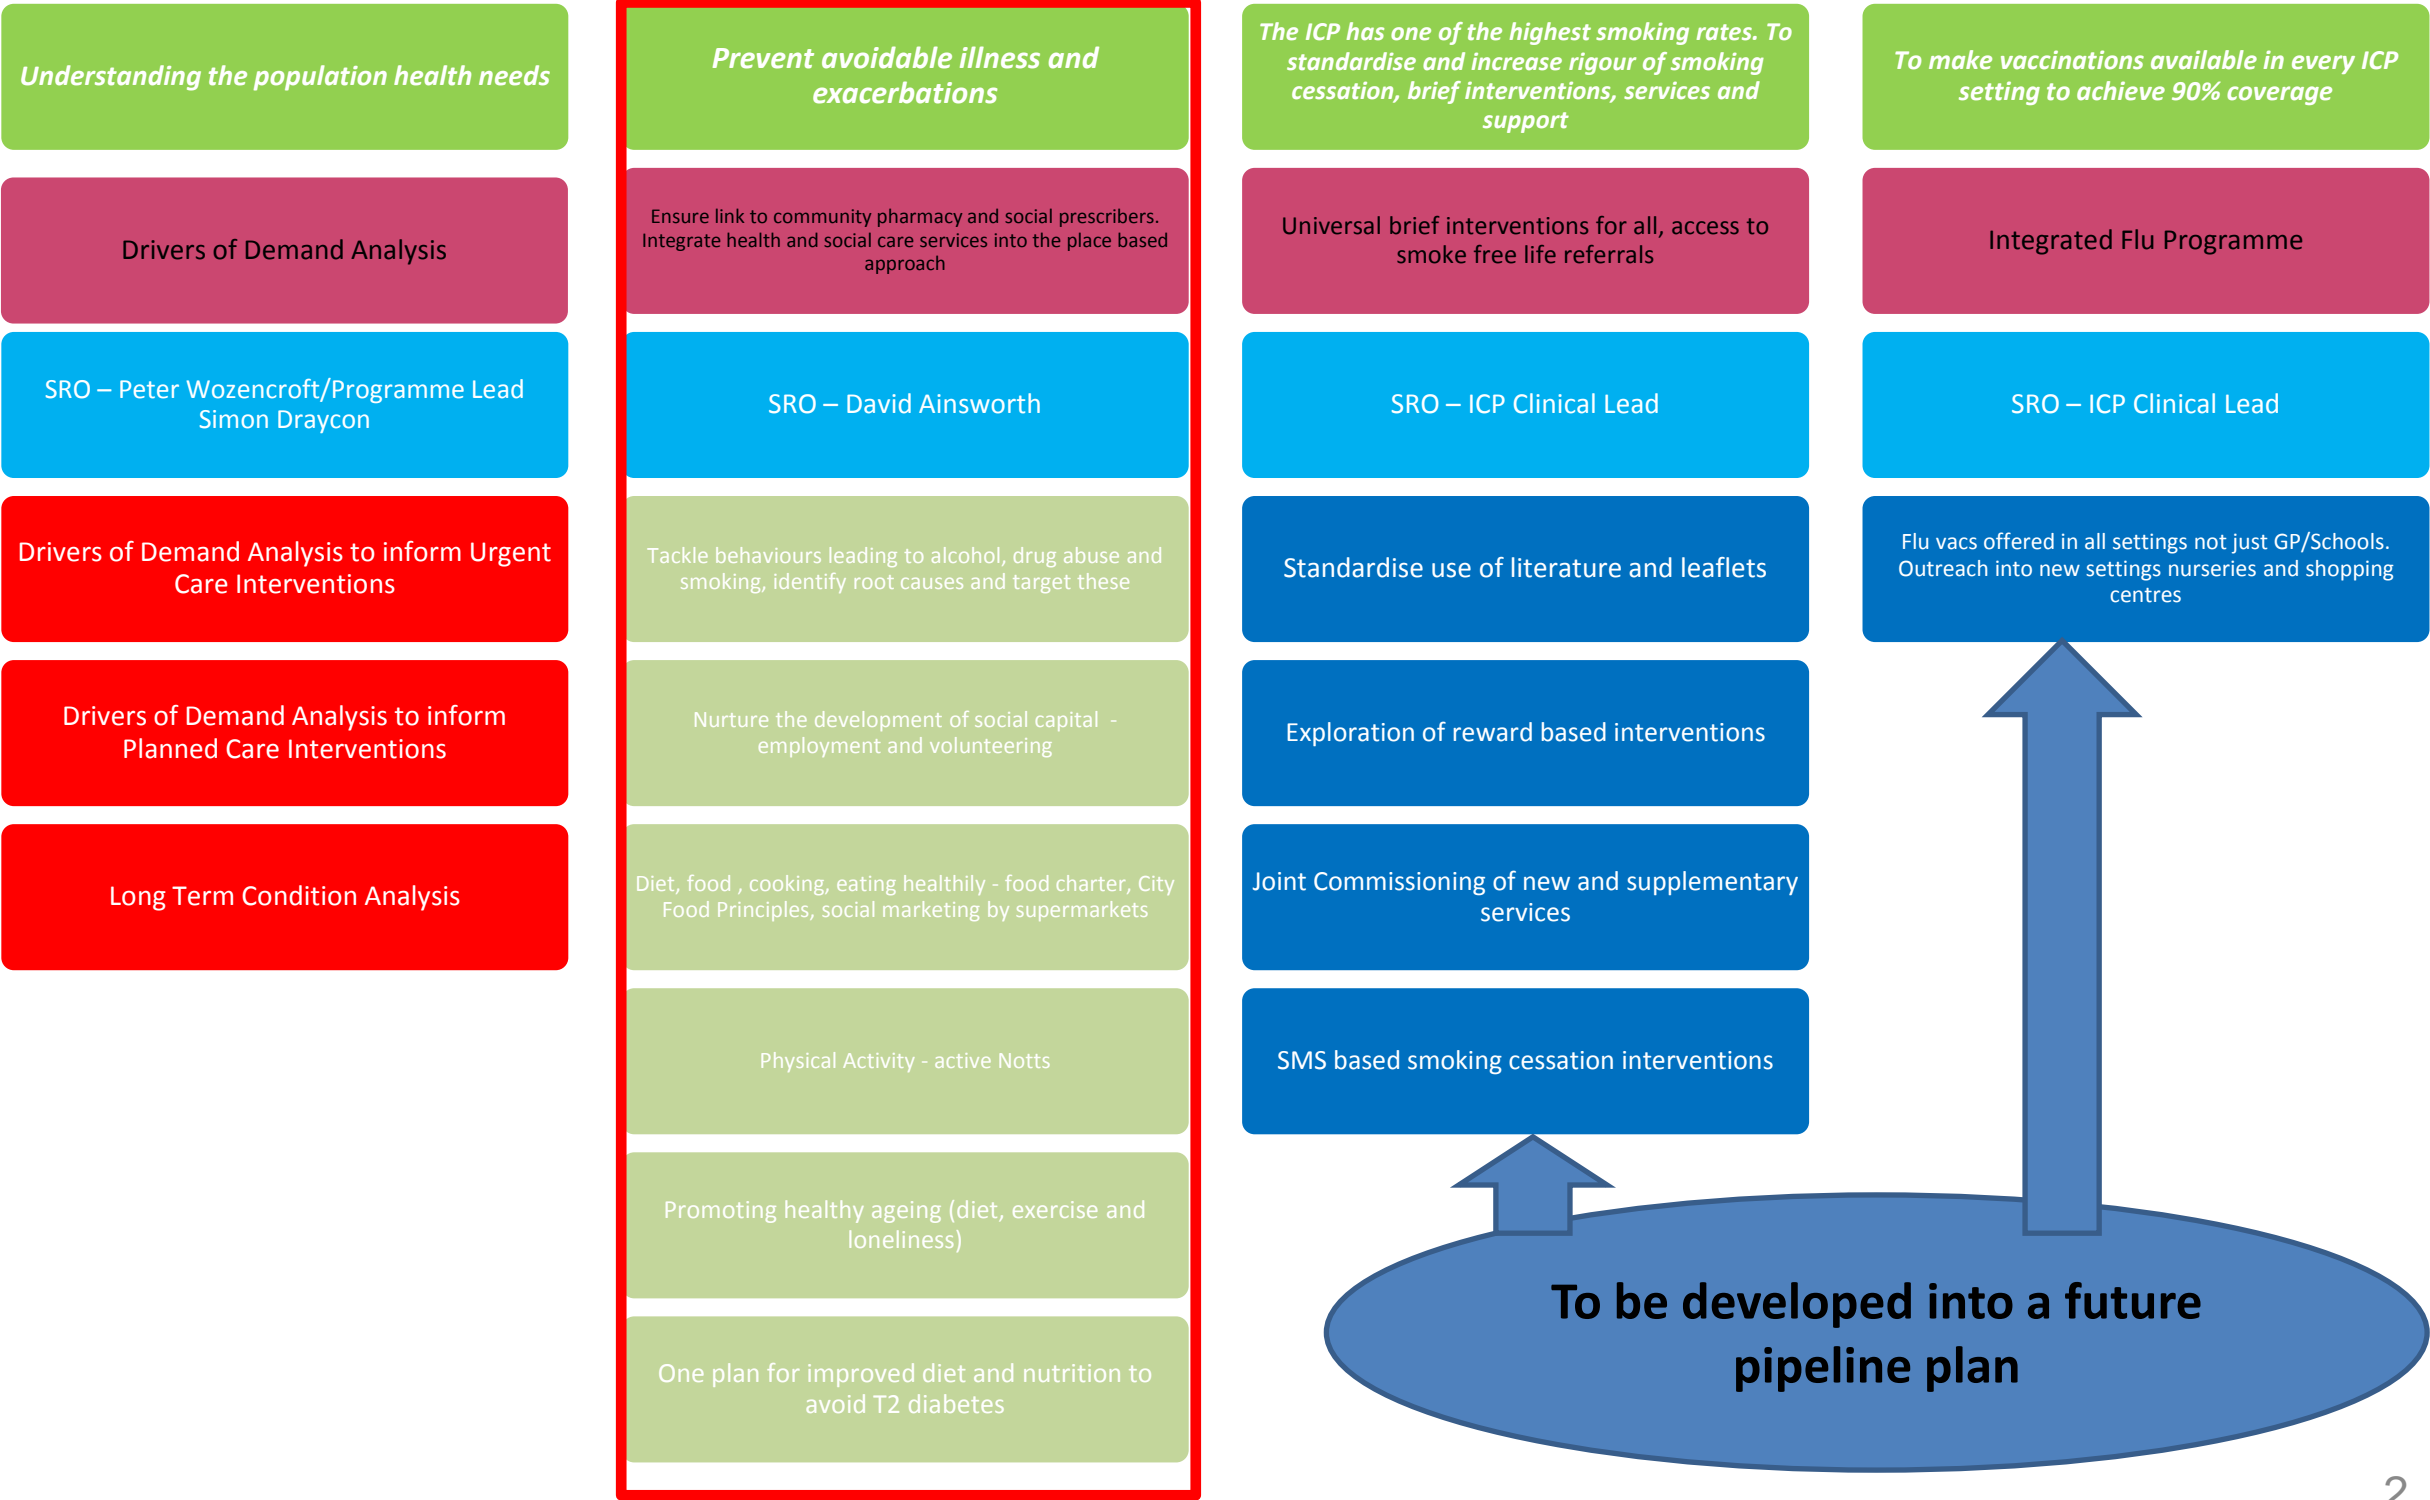 Understanding the population health needs
Drivers of Demand Analysis
SRO – Peter Wozencroft/Programme Lead
Simon Draycon
Drivers of Demand Analysis to inform Urgent
Care Interventions
Drivers of Demand Analysis to inform
Planned Care Interventions
Long Term Condition Analysis
Prevent avoidable illness and
exacerbations
Ensure link to community pharmacy and social prescribers.
Integrate health and social care services into the place based
approach
SRO – David Ainsworth
Tackle behaviours leading to alcohol, drug abuse and
smoking, identify root causes and target these
Nurture the development of social capital -
employment and volunteering
Diet, food , cooking, eating healthily - food charter, City
Food Principles, social marketing by supermarkets
Physical Activity - active Notts
Promoting healthy ageing (diet, exercise and
loneliness)
One plan for improved diet and nutrition to
avoid T2 diabetes
The ICP has one of the highest smoking rates. To
standardise and increase rigour of smoking
cessation, brief interventions, services and
support
Universal brief interventions for all, access to
smoke free life referrals
SRO – ICP Clinical Lead
Standardise use of literature and leaflets
Exploration of reward based interventions
Joint Commissioning of new and supplementary
services
SMS based smoking cessation interventions
To make vaccinations available in every ICP
setting to achieve 90% coverage
Integrated Flu Programme
SRO – ICP Clinical Lead
Flu vacs offered in all settings not just GP/Schools.
Outreach into new settings nurseries and shopping
centres
To be developed into a future
pipeline plan
2